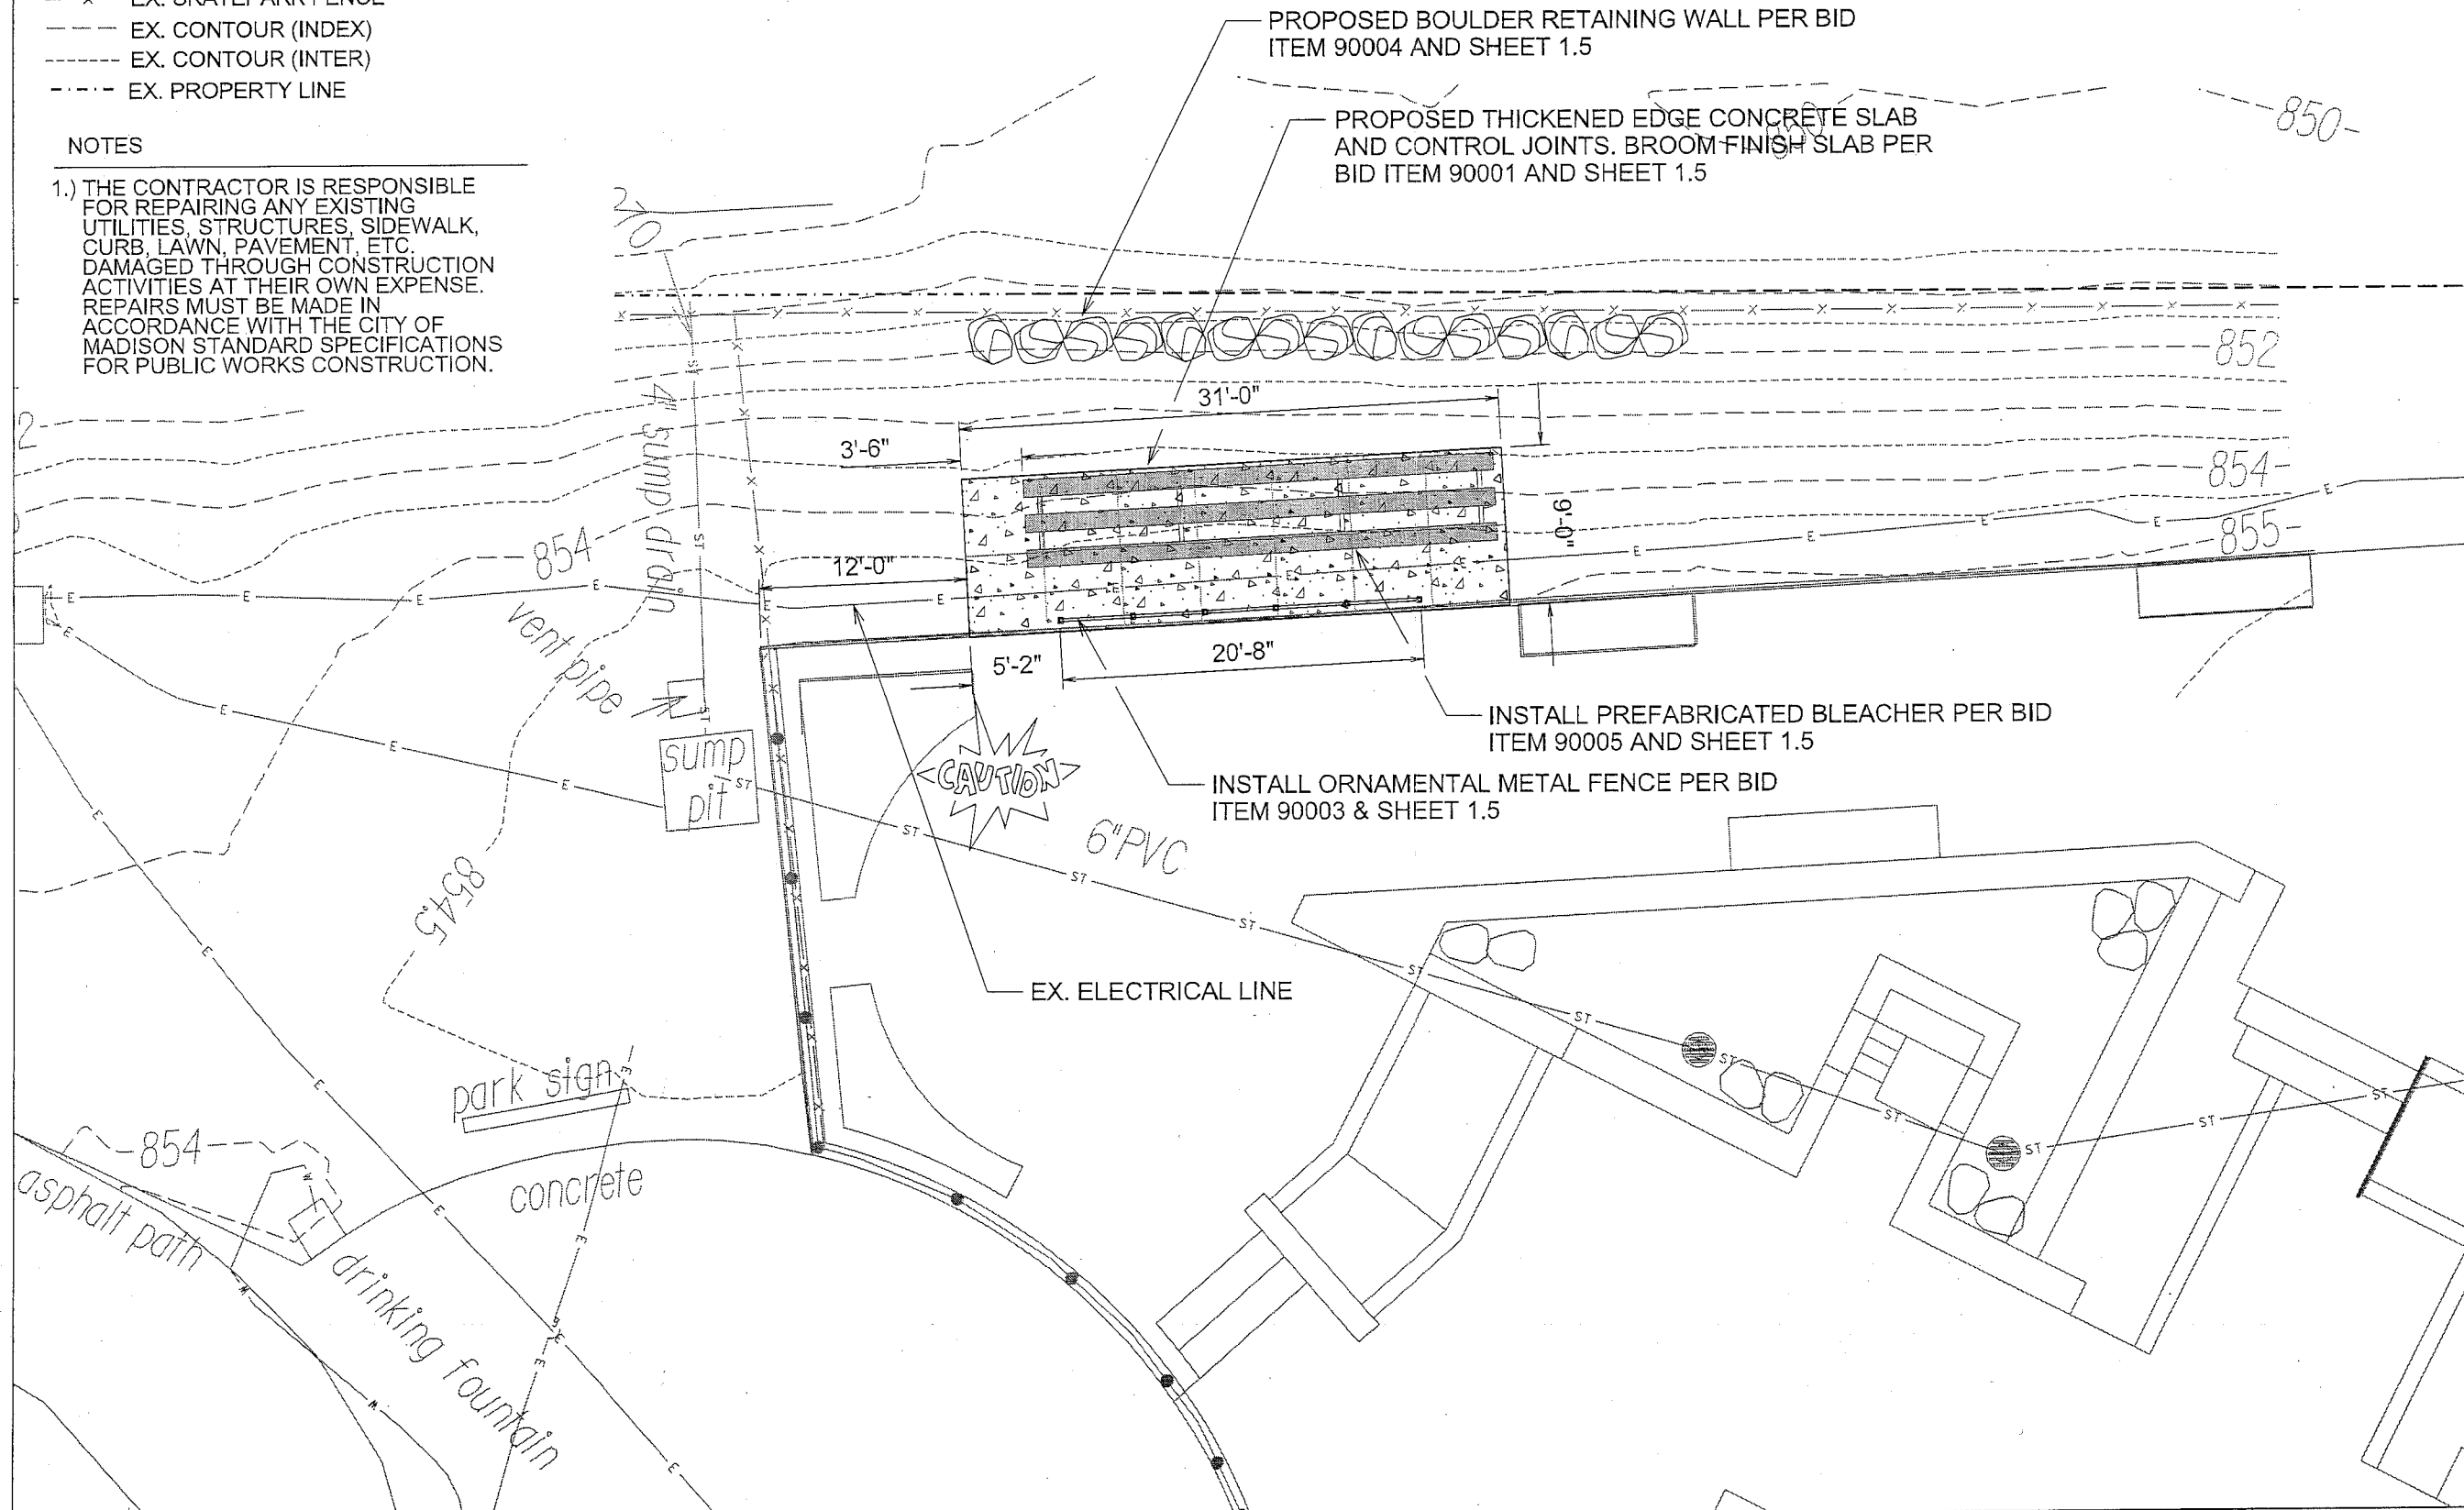 EX. SKATEPARK FENCE
EX. CONTOUR (INDEX)
EX. CONTOUR (INTER)
EX. PROPERTY LINE
NOTES
1.) THE CONTRACTOR IS RESPONSIBLE
FOR REPAIRING ANY EXISTING
UTILITIES, STRUCTURES, SIDEWALK,
CURB, LAWN, PAVEMENT, ETC.
DAMAGED THROUGH CONSTRUCTION
ACTIVITIES AT THEIR OWN EXPENSE.
REPAIRS MUST BE MADE IN
ACCORDANCE WITH THE CITY OF
MADISON STANDARD SPECIFICATIONS
FOR PUBLIC WORKS CONSTRUCTION.
PROPOSED BOULDER RETAINING WALL PER BID
ITEM 90004 AND SHEET 1.5
PROPOSED THICKENED EDGE CONCRETE SLAB
AND CONTROL JOINTS. BROOM FINISH SLAB PER
BID ITEM 90001 AND SHEET 1.5
850
850
852
854
855
31'-0"
3'-6"
12'-0"
9'-0"
5'-2"
20'-8"
4" sump drain
854
vent pipe
sump
pit
CAUTION
6"PVC
INSTALL PREFABRICATED BLEACHER PER BID
ITEM 90005 AND SHEET 1.5
INSTALL ORNAMENTAL METAL FENCE PER BID
ITEM 90003 & SHEET 1.5
EX. ELECTRICAL LINE
854.5
park sign
854
asphalt path
concrete
drinking fountain